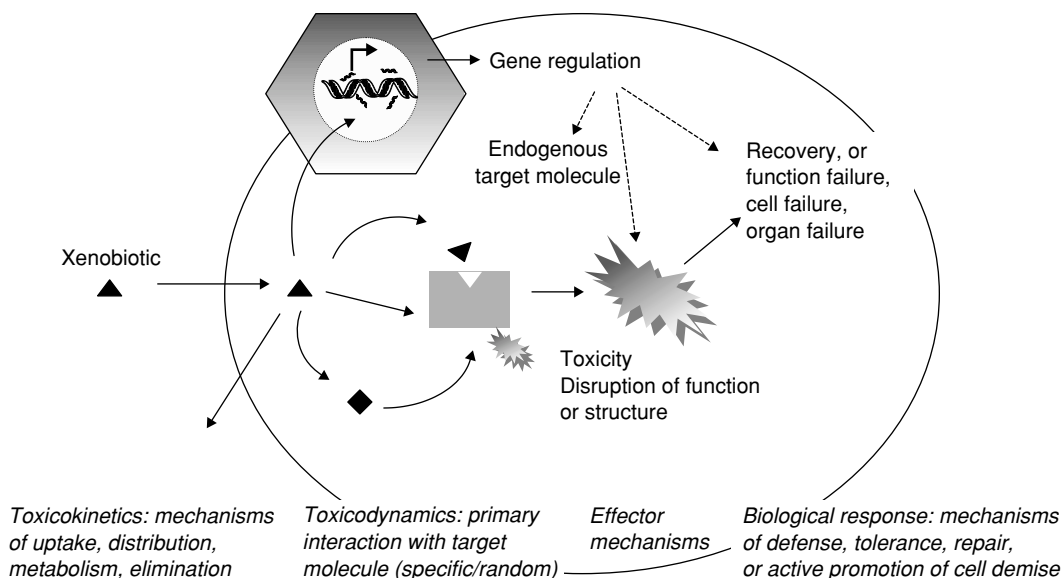 Gene regulation
Endogenous
target molecule
Recovery, or
function failure,
cell failure,
organ failure
Xenobiotic
Toxicity
Disruption of function
or structure
Toxicokinetics: mechanisms
of uptake, distribution,
metabolism, elimination
Toxicodynamics: primary
interaction with target
molecule (specific/random)
Effector
mechanisms
Biological response: mechanisms
of defense, tolerance, repair,
or active promotion of cell demise